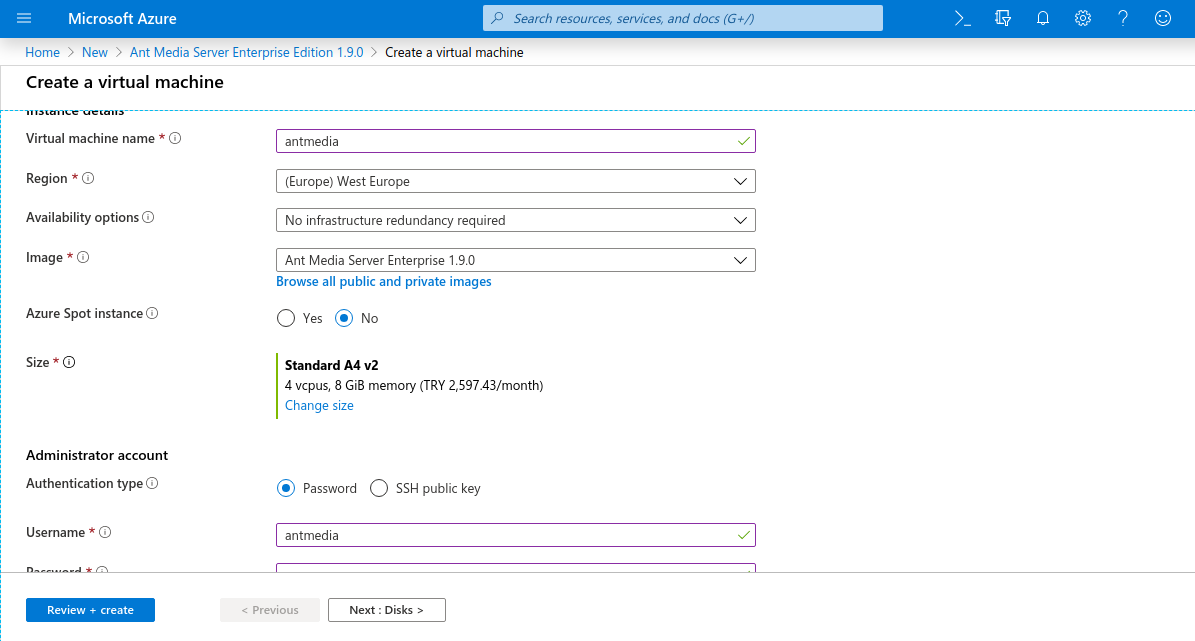 Microsoft Azure
Search resources, services, and docs (G+/)
Home > New > Ant Media Server Enterprise Edition 1.9.0 > Create a virtual machine
Create a virtual machine
Instance details
Virtual machine name *
antmedia
Region *
(Europe) West Europe
Availability options
No infrastructure redundancy required
Image *
Ant Media Server Enterprise 1.9.0
Browse all public and private images
Azure Spot instance
Yes No
Size *
Standard A4 v2
4 vcpus, 8 GiB memory (TRY 2,597.43/month)
Change size
Administrator account
Authentication type
Password SSH public key
Username *
antmedia
Password *
Review + create
< Previous
Next : Disks >